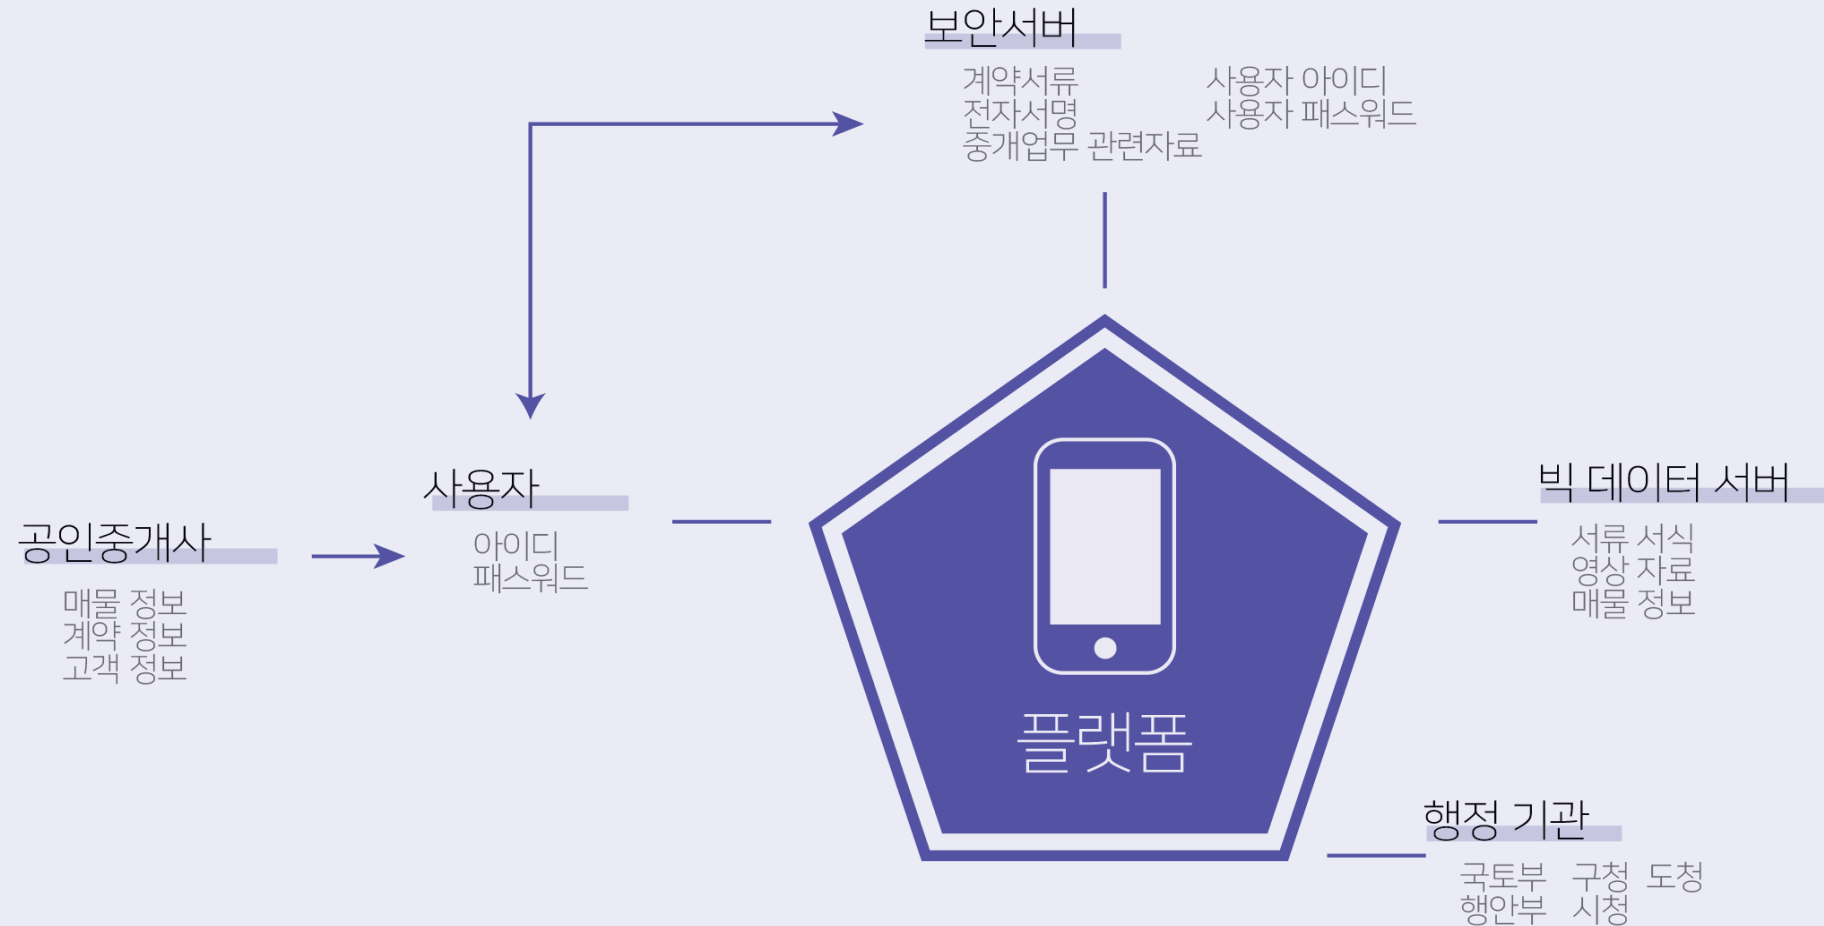 보안서버
계약서류
전자서명
중개업무 관련자료
사용자 아이디
사용자 패스워드
사용자
아이디
패스워드
공인중개사
매물 정보
계약 정보
고객 정보
플랫폼
빅 데이터 서버
서류 서식
영상 자료
매물 정보
행정 기관
국토부 구청 도청
행안부 시청